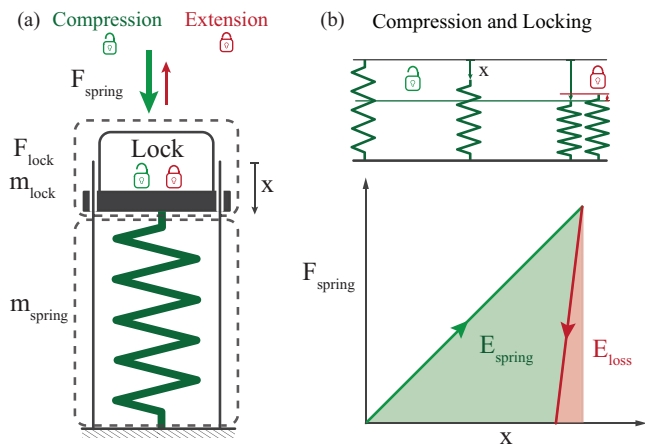 (a) Compression Extension
F_spring
F_lock
m_lock
Lock
x
m_spring
(b) Compression and Locking
x
F_spring
E_spring
E_loss
x